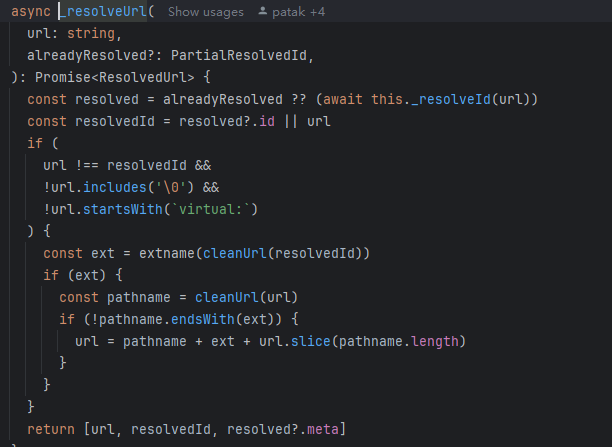 async _resolveUrl( Show usages patak +4
  url: string,
  alreadyResolved?: PartialResolvedId,
): Promise<ResolvedUrl> {
  const resolved = alreadyResolved ?? (await this._resolveId(url))
  const resolvedId = resolved?.id || url
  if (
    url !== resolvedId &&
    !url.includes('\0') &&
    !url.startsWith(`virtual:`)
  ) {
    const ext = extname(cleanUrl(resolvedId))
    if (ext) {
      const pathname = cleanUrl(url)
      if (!pathname.endsWith(ext)) {
        url = pathname + ext + url.slice(pathname.length)
      }
    }
  }
  return [url, resolvedId, resolved?.meta]